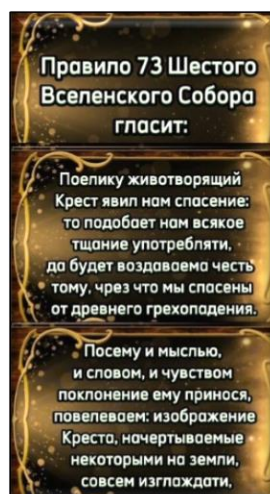 Правило 73 Шестого
Вселенского Собора
гласит:
Поелику животворящий
Крест явил нам спасение:
то подобает нам всякое
тщание употребляти,
да будет воздаваема честь
тому, чрез что мы спасены
от древнего грехопадения.
Посему и мыслью,
и словом, и чувством
поклонение ему принося,
повелеваем: изображение
Креста, начертываемые
некоторыми на земли,
совсем изглаждати,